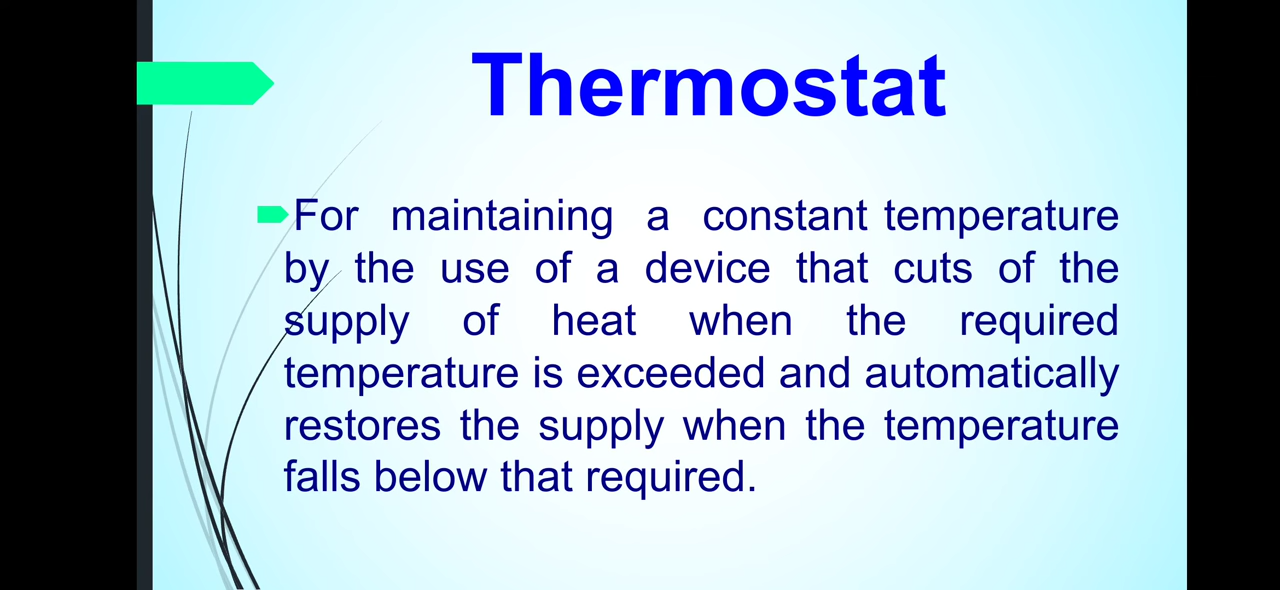 Thermostat
For maintaining a constant temperature
by the use of a device that cuts of the
supply of heat when the required
temperature is exceeded and automatically
restores the supply when the temperature
falls below that required.